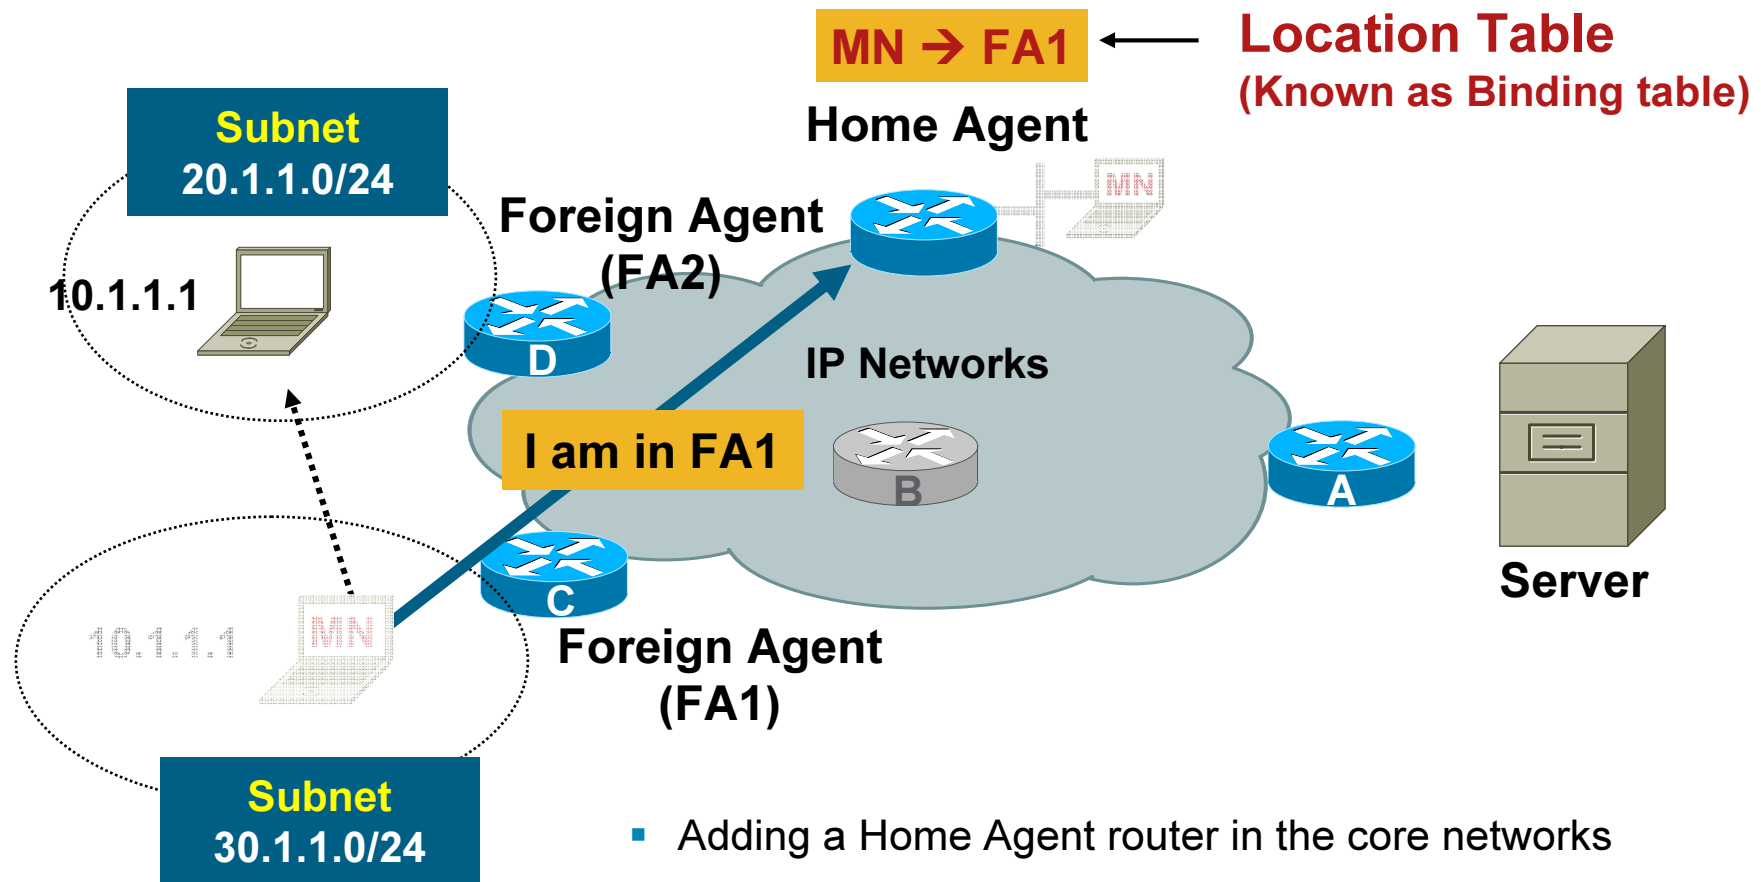 MN → FA1
Location Table
(Known as Binding table)
Home Agent
MN
Subnet
20.1.1.0/24
Foreign Agent
(FA2)
10.1.1.1
D
IP Networks
I am in FA1
B
A
Server
C
10.1.1.1
MN
Foreign Agent
(FA1)
Subnet
30.1.1.0/24
▪ Adding a Home Agent router in the core networks